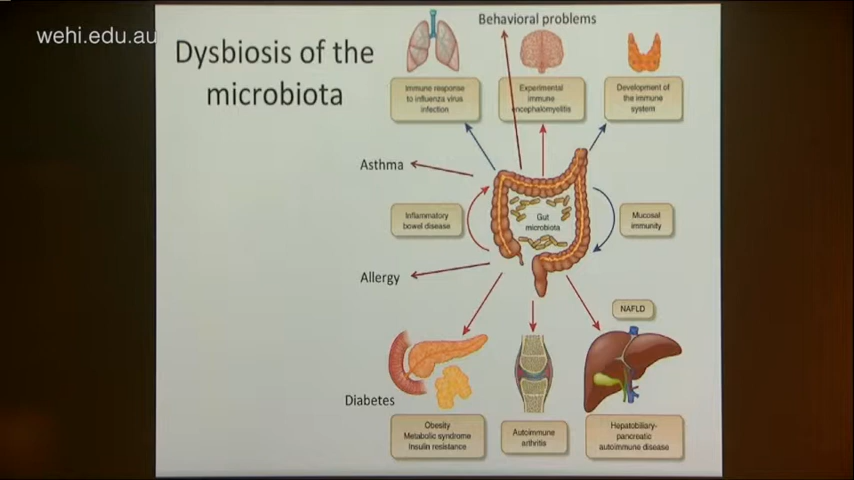 wehi.edu.au
Dysbiosis of the
microbiota
Behavioral problems
Immune response
to influenza virus
infection
Experimental
immune
encephalomyelitis
Development of
the immune
system
Asthma
Inflammatory
bowel disease
Gut
microbiota
Mucosal
immunity
Allergy
NAFLD
Diabetes
Obesity
Metabolic syndrome
Insulin resistance
Autoimmune
arthritis
Hepatobiliary-
pancreatic
autoimmune disease